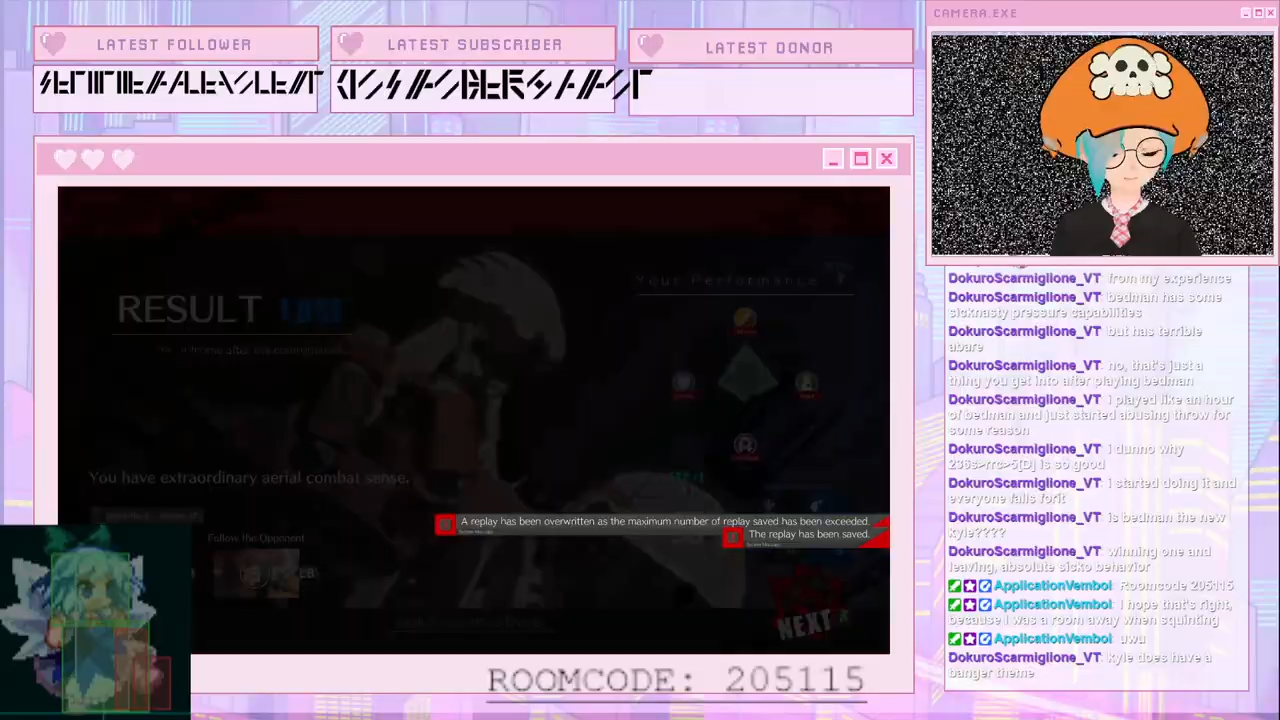 CAMERA.EXE
LATEST FOLLOWER
LATEST SUBSCRIBER
LATEST DONOR
RESULT
Your Performance
You have extraordinary aerial combat sense.
A replay has been overwritten as the maximum number of replay saved has been exceeded.
The replay has been saved.
Follow the Opponent
NEXT
ROOMCODE: 205115
DokuroScarmiglione_VT from my experience
DokuroScarmiglione_VT bedman has some
sicknasty pressure capabilities
DokuroScarmiglione_VT but has terrible
abare
DokuroScarmiglione_VT no, that's just a
thing you get into after playing bedman
DokuroScarmiglione_VT i played like an hour
of bedman and just started abusing throw for
some reason
DokuroScarmiglione_VT i dunno why
236s>rrc>5[D] is so good
DokuroScarmiglione_VT i started doing it and
everyone falls forit
DokuroScarmiglione_VT is bedman the new
kyle????
DokuroScarmiglione_VT winning one and
leaving, absolute sicko behavior
ApplicationVembol Roomcode 205115
ApplicationVembol I hope that's right,
because I was a room away when squinting
ApplicationVembol uwu
DokuroScarmiglione_VT kyle does have a
banger theme